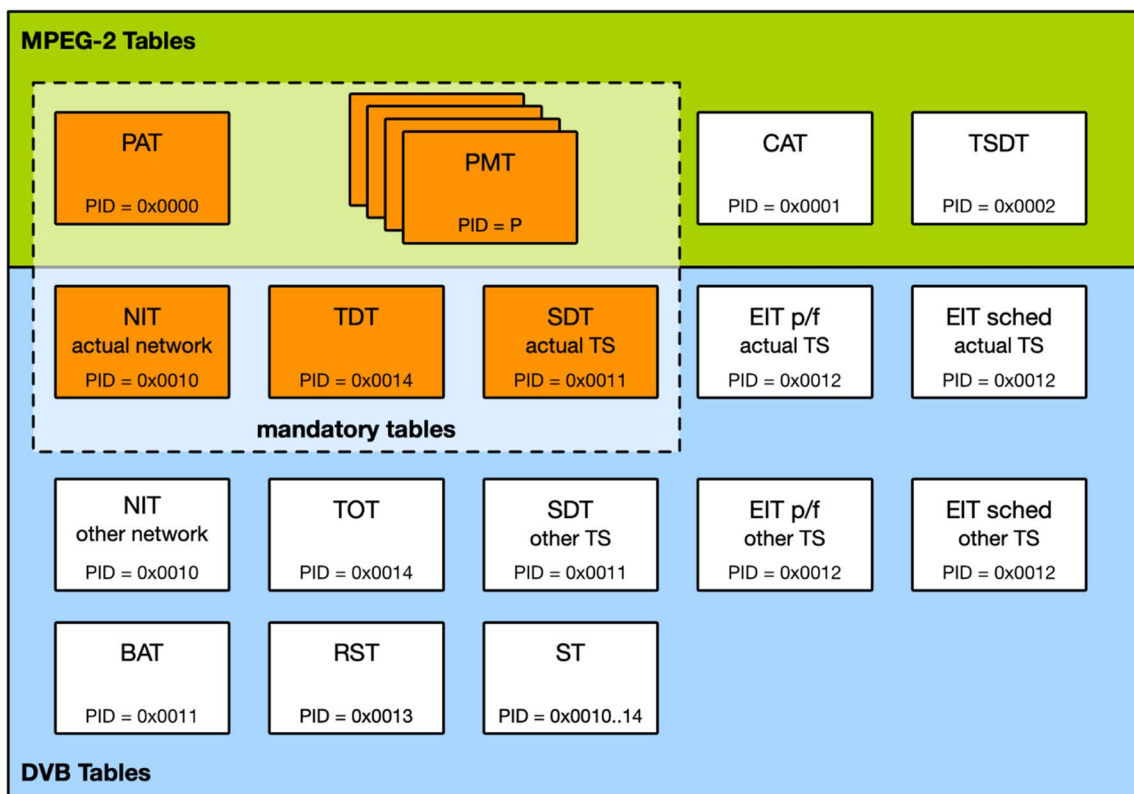 MPEG-2 Tables
PAT
PID = 0x0000
PMT
PID = P
CAT
PID = 0x0001
TSDT
PID = 0x0002
NIT
actual network
PID = 0x0010
TDT
PID = 0x0014
SDT
actual TS
PID = 0x0011
EIT p/f
actual TS
PID = 0x0012
EIT sched
actual TS
PID = 0x0012
mandatory tables
NIT
other network
PID = 0x0010
TOT
PID = 0x0014
SDT
other TS
PID = 0x0011
EIT p/f
other TS
PID = 0x0012
EIT sched
other TS
PID = 0x0012
BAT
PID = 0x0011
RST
PID = 0x0013
ST
PID = 0x0010..14
DVB Tables